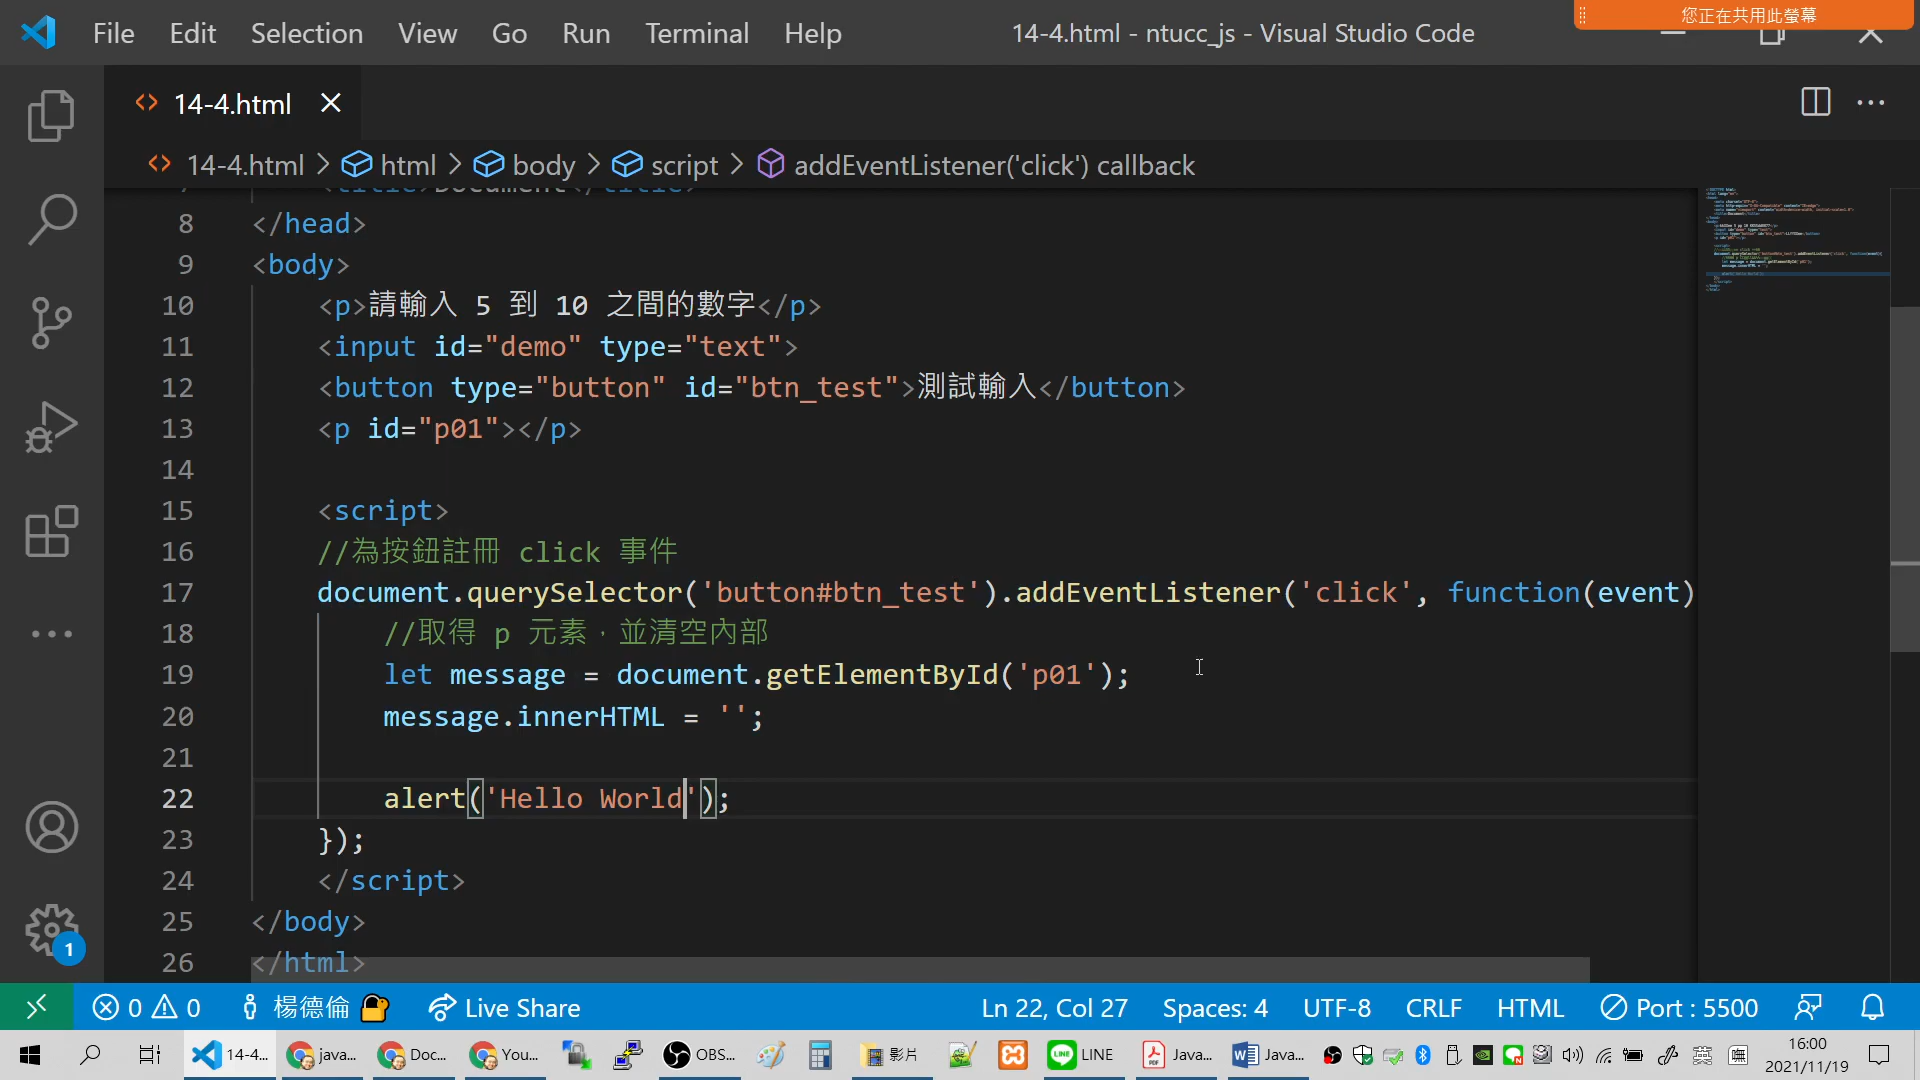 File Edit Selection View Go Run Terminal Help
14-4.html - ntucc_js - Visual Studio Code
您正在共用此螢幕
14-4.html
14-4.html html body script addEventListener('click') callback
7 <title>Document</title>
8 </head>
9 <body>
10 <p>請輸入 5 到 10 之間的數字</p>
11 <input id="demo" type="text">
12 <button type="button" id="btn_test">測試輸入</button>
13 <p id="p01"></p>
14
15 <script>
16 //為按鈕註冊 click 事件
17 document.querySelector('button#btn_test').addEventListener('click', function(event)
18 //取得 p 元素，並清空內部
19 let message = document.getElementById('p01');
20 message.innerHTML = '';
21
22 alert('Hello World');
23 });
24 </script>
25 </body>
26 </html>
1
0 0 楊德倫 Live Share Ln 22, Col 27 Spaces: 4 UTF-8 CRLF HTML Port : 5500
14-4... java... Doc... You... OBS... 影片 LINE Java... Java... 英 16:00
2021/11/19